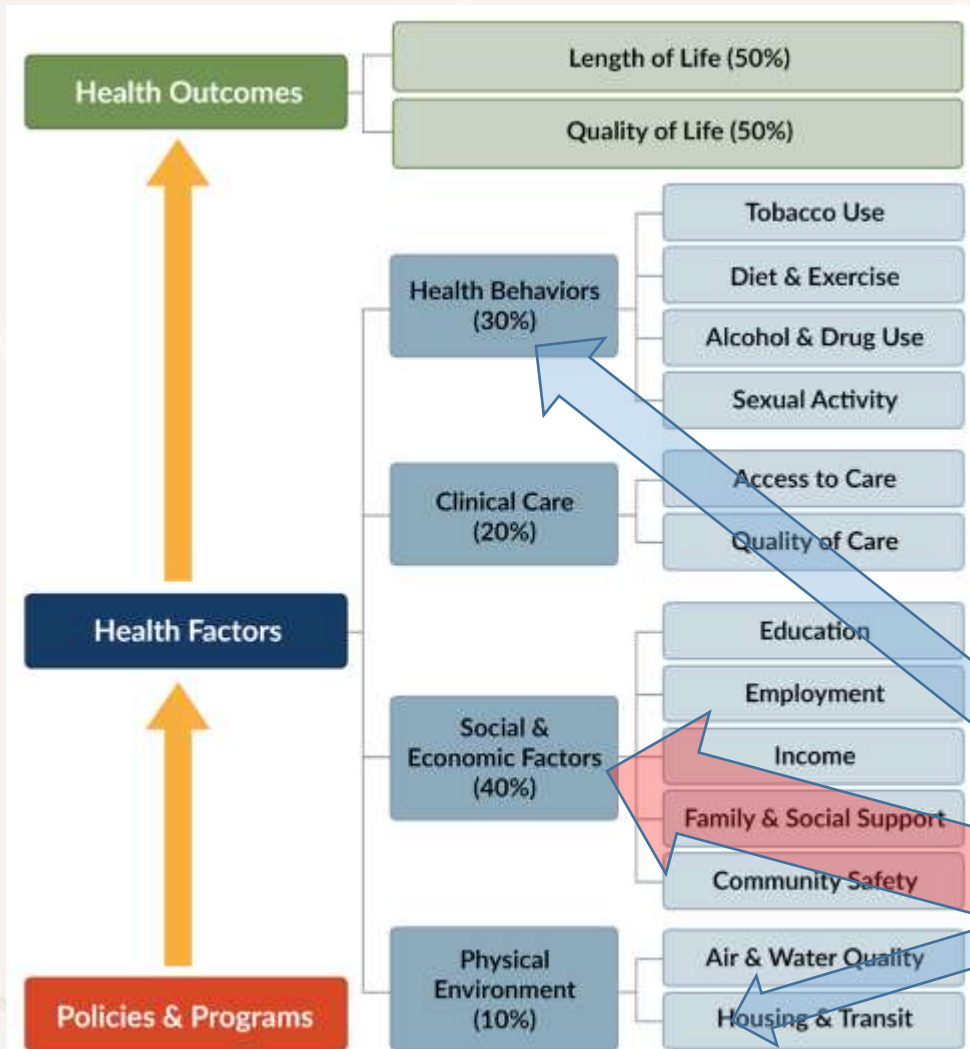 Health Outcomes
Length of Life (50%)
Quality of Life (50%)
Health Behaviors
(30%)
Tobacco Use
Diet & Exercise
Alcohol & Drug Use
Sexual Activity
Clinical Care
(20%)
Access to Care
Quality of Care
Health Factors
Social &
Economic Factors
(40%)
Education
Employment
Income
Family & Social Support
Community Safety
Physical
Environment
(10%)
Air & Water Quality
Housing & Transit
Policies & Programs